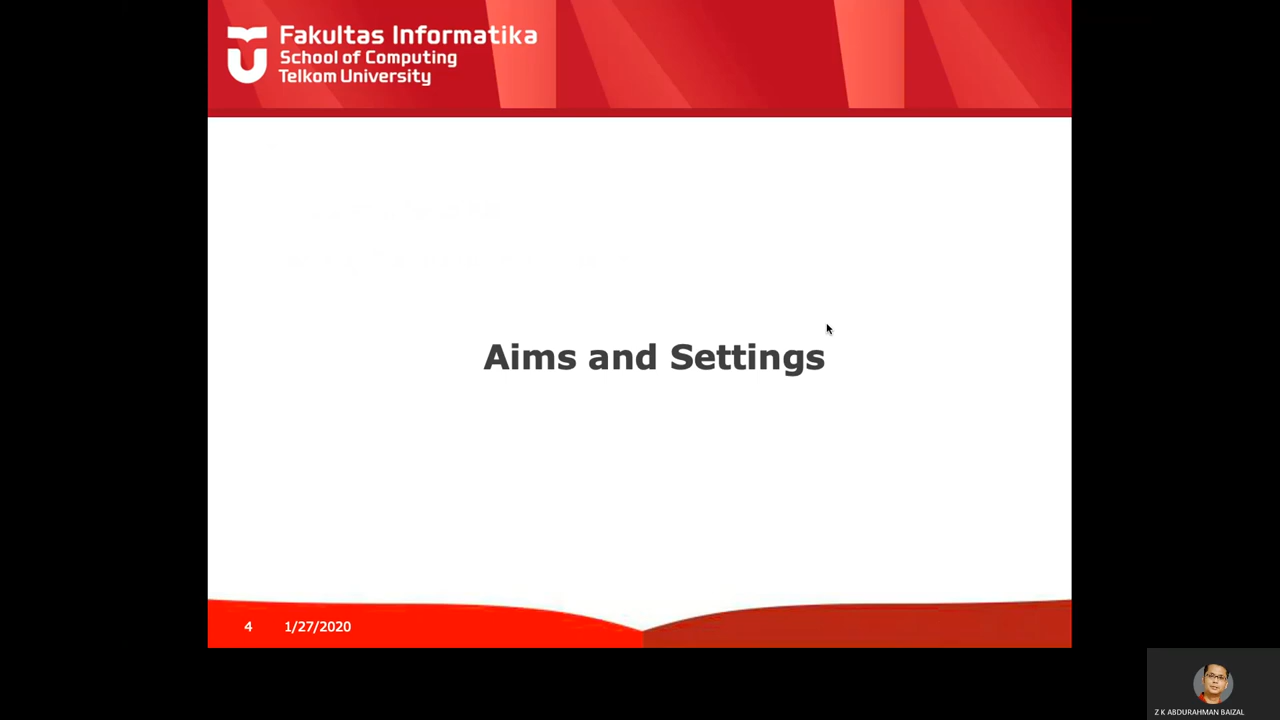 Fakultas Informatika
School of Computing
Telkom University
Aims and Settings
4 1/27/2020
Z K ABDURAHMAN BAIZAL